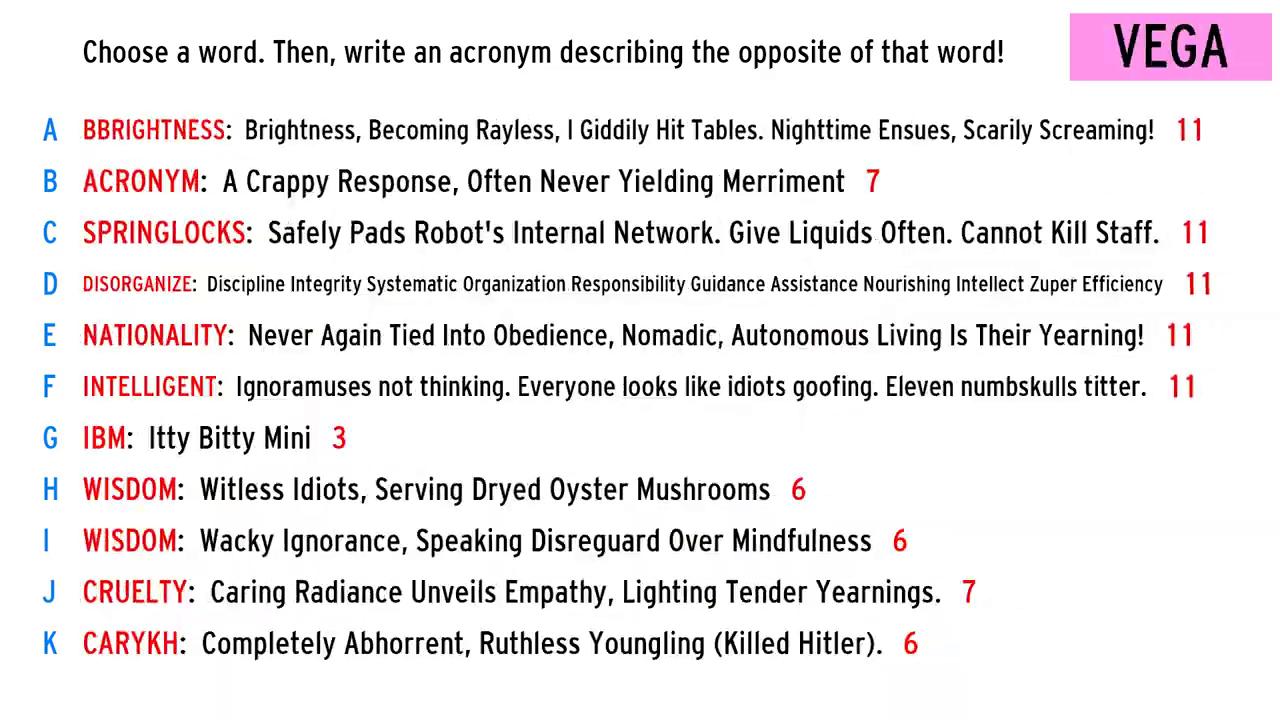 Choose a word. Then, write an acronym describing the opposite of that word! VEGA
A BBRIGHTNESS: Brightness, Becoming Rayless, I Giddily Hit Tables. Nighttime Ensues, Scarily Screaming! 11
B ACRONYM: A Crappy Response, Often Never Yielding Merriment 7
C SPRINGLOCKS: Safely Pads Robot's Internal Network. Give Liquids Often. Cannot Kill Staff. 11
D DISORGANIZE: Discipline Integrity Systematic Organization Responsibility Guidance Assistance Nourishing Intellect Zuper Efficiency 11
E NATIONALITY: Never Again Tied Into Obedience, Nomadic, Autonomous Living Is Their Yearning! 11
F INTELLIGENT: Ignoramuses not thinking. Everyone looks like idiots goofing. Eleven numbskulls titter. 11
G IBM: Itty Bitty Mini 3
H WISDOM: Witless Idiots, Serving Dryed Oyster Mushrooms 6
I WISDOM: Wacky Ignorance, Speaking Disreguard Over Mindfulness 6
J CRUELTY: Caring Radiance Unveils Empathy, Lighting Tender Yearnings. 7
K CARYKH: Completely Abhorrent, Ruthless Youngling (Killed Hitler). 6